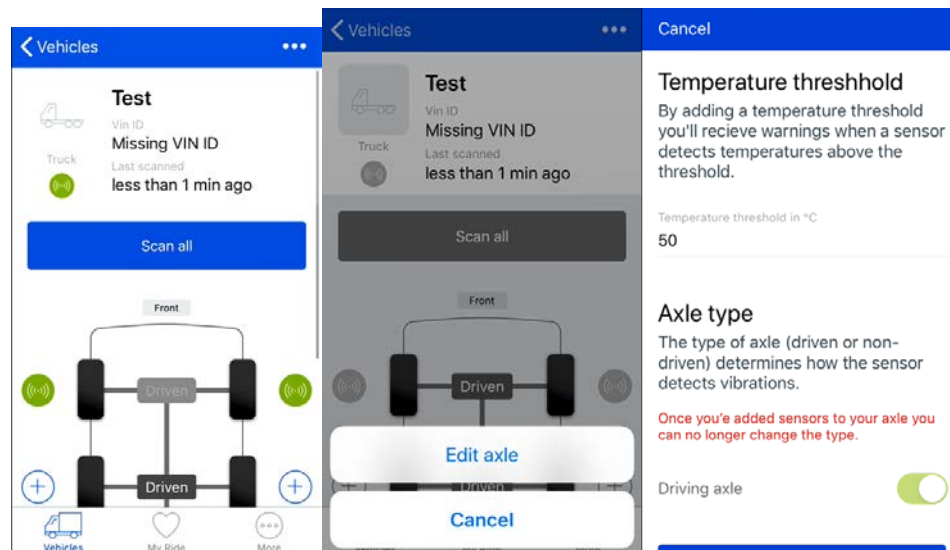 Vehicles
Test
Vin ID
Missing VIN ID
Truck
Last scanned
less than 1 min ago
Scan all
Front
Driven
Driven
Vehicles
My Ride
More
Vehicles
Test
Vin ID
Missing VIN ID
Truck
Last scanned
less than 1 min ago
Scan all
Front
Driven
Edit axle
Driven
Cancel
Vehicles
My Ride
More
Cancel
Temperature threshhold
By adding a temperature threshold
you'll recieve warnings when a sensor
detects temperatures above the
threshold.
Temperature threshold in °C
50
Axle type
The type of axle (driven or non-
driven) determines how the sensor
detects vibrations.
Once you'e added sensors to your axle you
can no longer change the type.
Driving axle